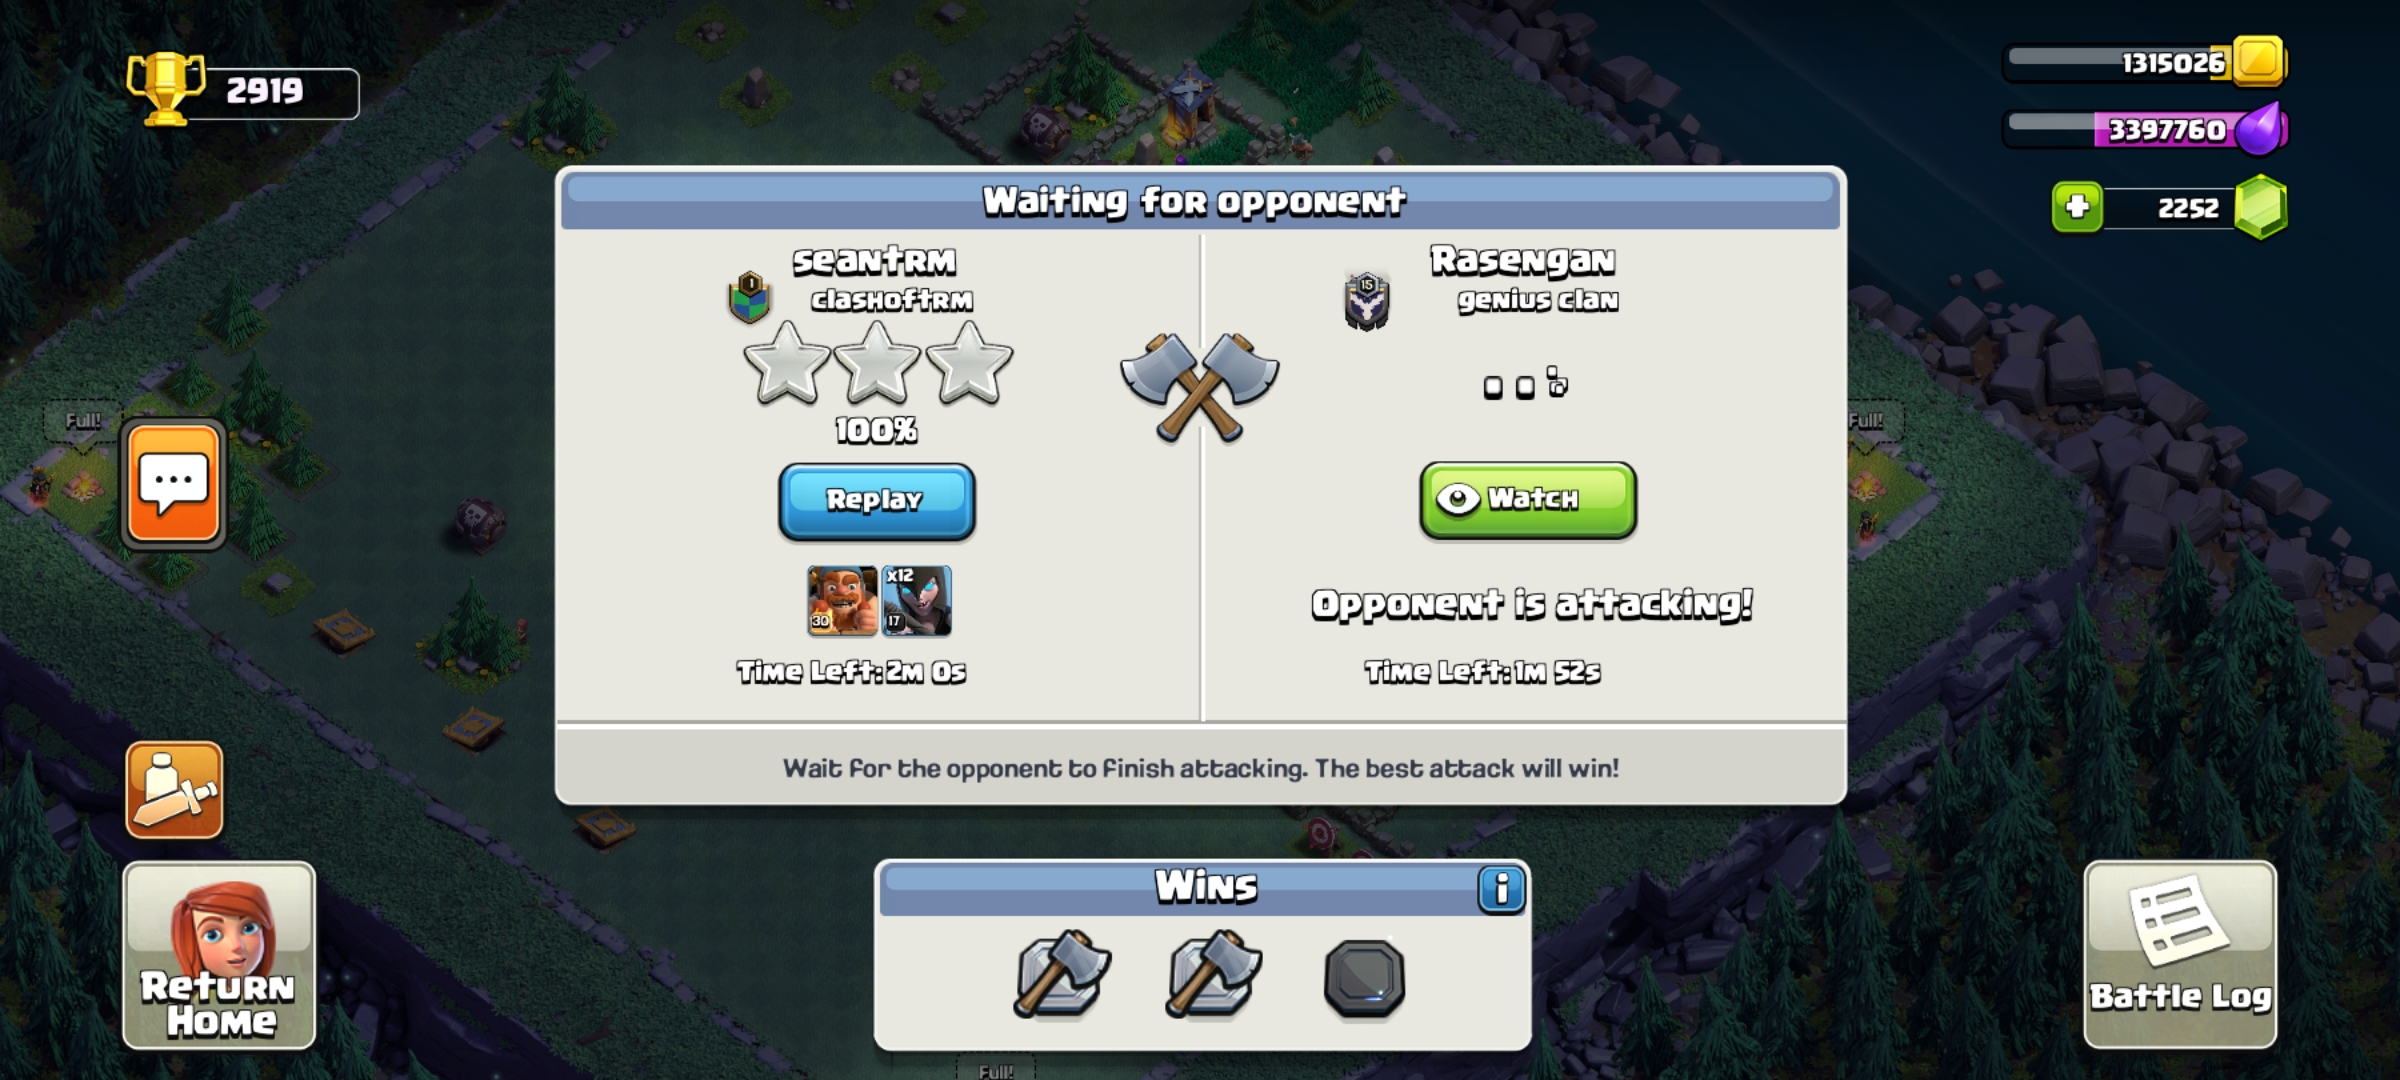 2919
1315026
3397760
2252
Waiting for opponent
seantrm
1
clashoftrm
100%
Replay
x12
30
17
Time Left: 2m 0s
Rasengan
15
genius clan
Watch
Opponent is attacking!
Time Left: 1m 52s
Wait for the opponent to finish attacking. The best attack will win!
Full!
Full!
Wins
i
Return
Home
Battle Log
Full!